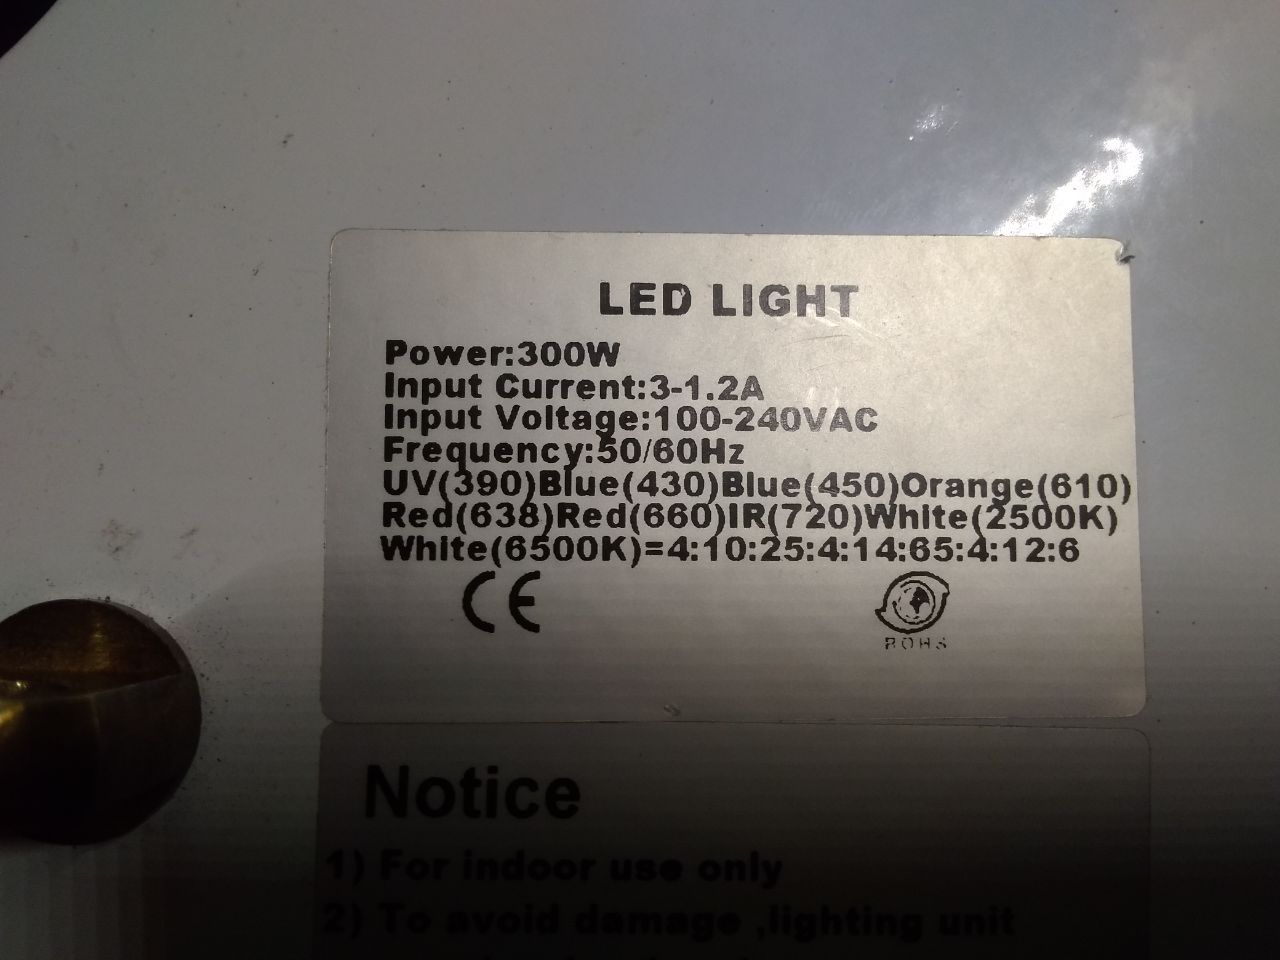 LED LIGHT
Power:300W
Input Current:3-1.2A
Input Voltage:100-240VAC
Frequency:50/60Hz
UV(390)Blue(430)Blue(450)Orange(610)
Red(638)Red(660)IR(720)White(2500K)
White(6500K)=4:10:25:4:14:65:4:12:6
CE
ROHS
Notice
1) For indoor use only
2) To avoid damage ,lighting unit